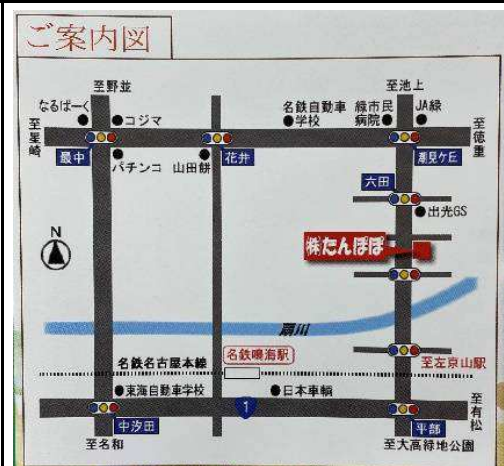 ご案内図
至野並
至池上
なるぱーく
コジマ
名鉄自動車
学校
緑市民
病院
JA緑
至星崎
至徳重
最中
パチンコ
山田餅
花井
潮見ケ丘
六田
出光GS
N
㈱たんぽぽ
扇川
名鉄名古屋本線
名鉄鳴海駅
至左京山駅
東海自動車学校
日本車輌
1
中汐田
平部
至有松
至名和
至大高緑地公園